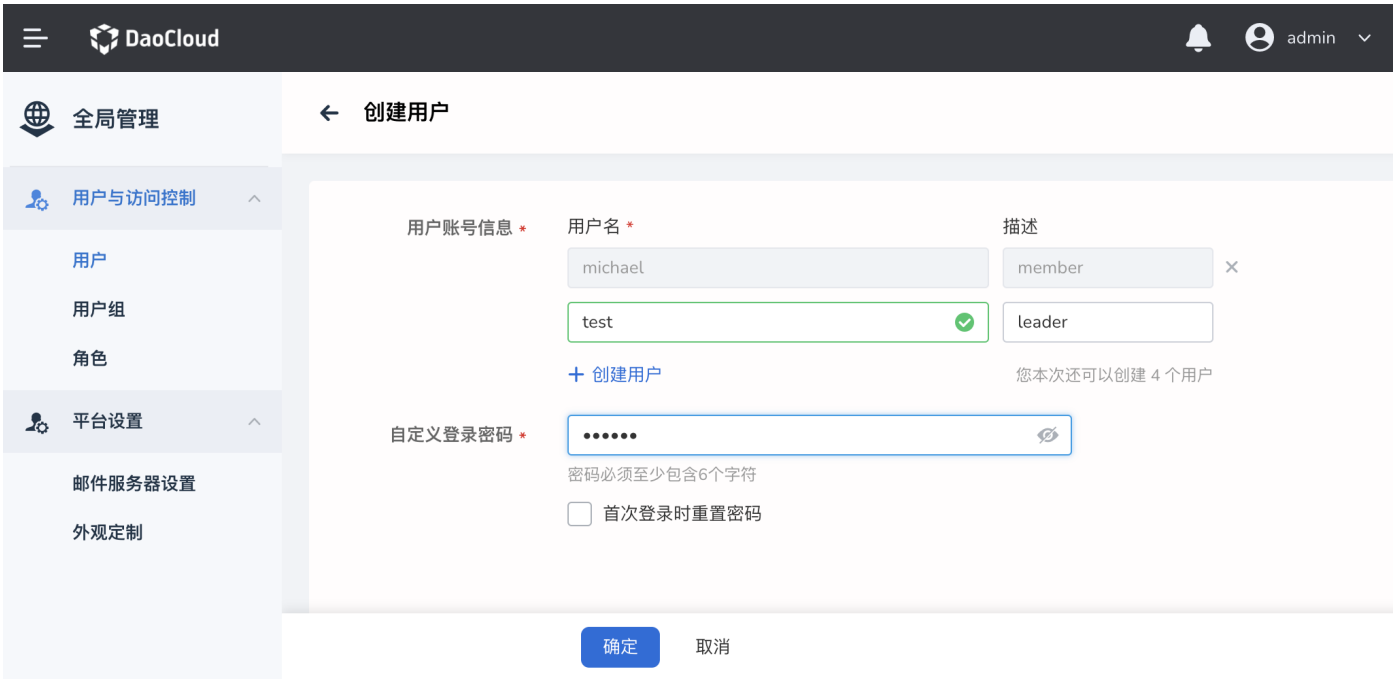 DaoCloud
admin
全局管理
创建用户
用户与访问控制
用户
用户组
角色
平台设置
邮件服务器设置
外观定制
用户账号信息 *
用户名 *
描述
michael
member
test
leader
+ 创建用户
您本次还可以创建 4 个用户
自定义登录密码 *
••••••
密码必须至少包含6个字符
首次登录时重置密码
确定
取消